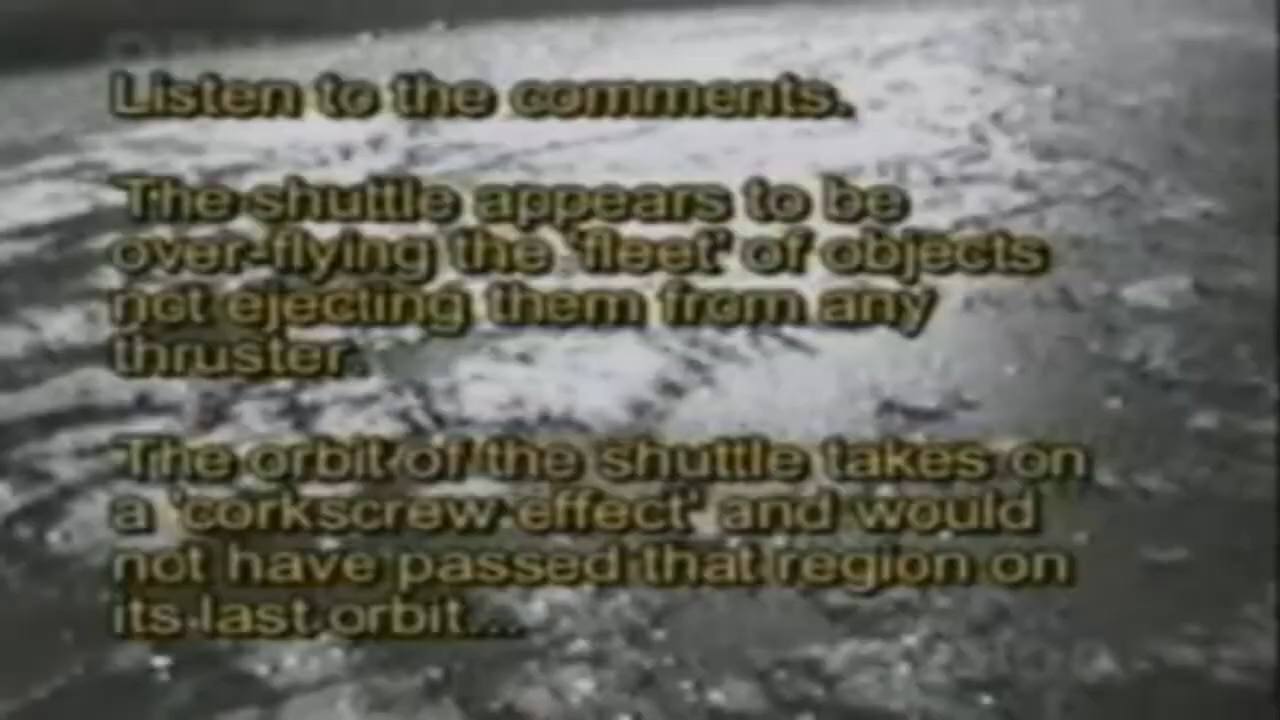 Listen to the comments.
The shuttle appears to be
over-flying the 'fleet' of objects
not ejecting them from any
thruster.
The orbit of the shuttle takes on
a 'corkscrew effect' and would
not have passed that region on
its last orbit...